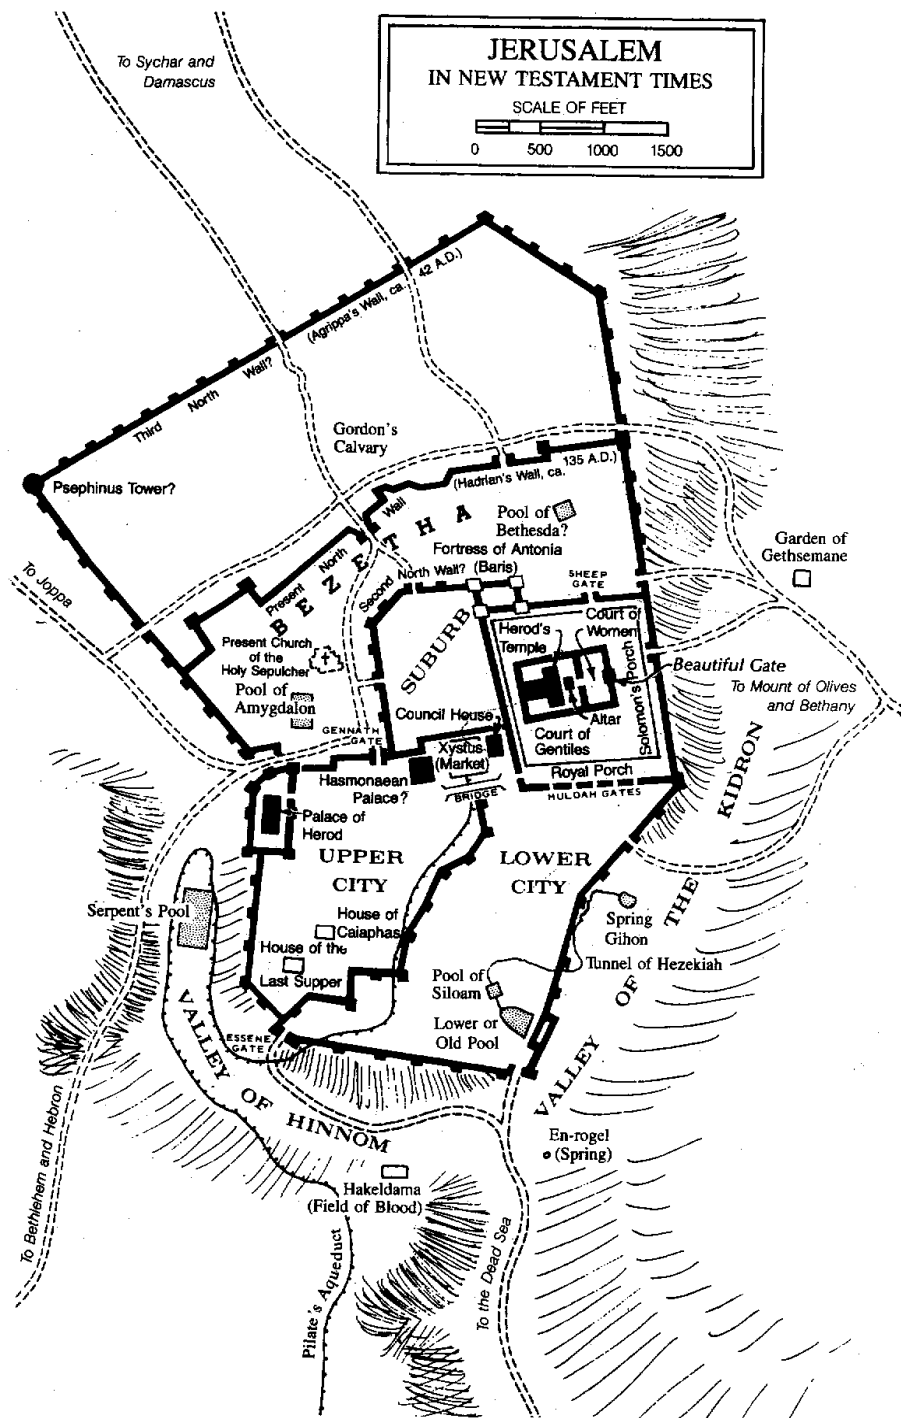 JERUSALEM
IN NEW TESTAMENT TIMES
SCALE OF FEET
0 500 1000 1500
To Sychar and
Damascus
(Agrippa's Wall, ca. 42 A.D.)
Third North Wall?
Gordon's
Calvary
Psephinus Tower?
(Hadrian's Wall, ca. 135 A.D.)
Present North Wall
BEZETHA
Pool of
Bethesda?
Fortress of Antonia
(Baris)
Second North Wall?
SHEEP
GATE
Garden of
Gethsemane
To Joppa
SUBURB
Herod's
Temple
Court of
Women
Present Church
of the
Holy Sepulcher
Pool of
Amygdalon
Solomon's Porch
Beautiful Gate
To Mount of Olives
and Bethany
Altar
Court of
Gentiles
Council House
GENNATH
GATE
Xystus
(Market)
Royal Porch
HULDAH GATES
Hasmonaean
Palace?
BRIDGE
Palace of
Herod
UPPER
CITY
LOWER
CITY
VALLEY OF THE KIDRON
Serpent's Pool
House of
Caiaphas
House of the
Last Supper
Spring
Gihon
Tunnel of Hezekiah
Pool of
Siloam
Lower or
Old Pool
ESSENE
GATE
VALLEY OF HINNOM
En-rogel
(Spring)
To Bethlehem and Hebron
Hakeldama
(Field of Blood)
Pilate's Aqueduct
To the Dead Sea